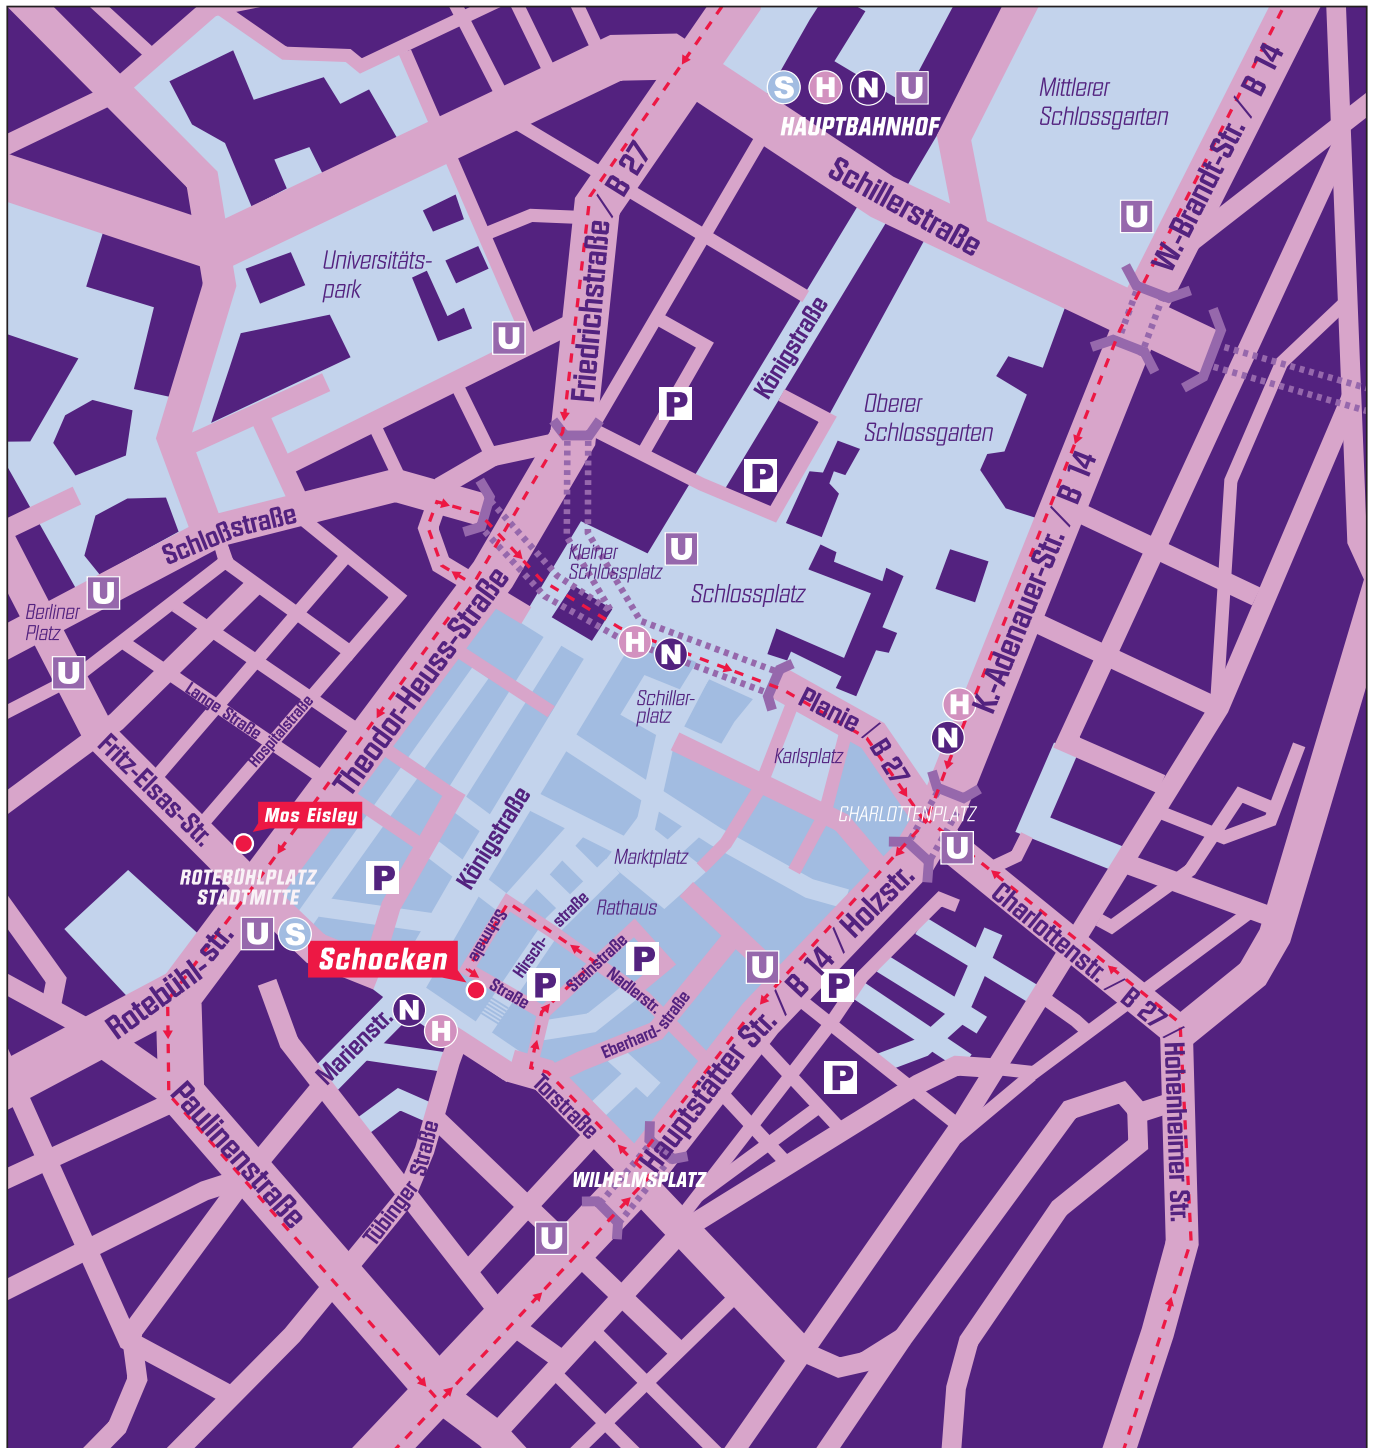 S H N U
HAUPTBAHNHOF
Mittlerer
Schlossgarten
W.-Brandt-Str. / B 14
U
Schillerstraße
Friedrichstraße / B 27
Universitäts-
park
U
Königstraße
P
Oberer
Schlossgarten
P
Schloßstraße
U
Kleiner
Schlossplatz
Schlossplatz
K.-Adenauer-Str. / B 14
U
Berliner
Platz
U
H N
Schiller-
platz
Planie / B 27
H
N
Karlsplatz
Lange Straße
Hospitalstraße
Theodor-Heuss-Straße
Fritz-Elsas-Str.
Mos Eisley
CHARLOTTENPLATZ
U
Königstraße
Marktplatz
ROTEBÜHLPLATZ
STADTMITTE
P
U S
Schocken
Rathaus
Schmale
Straße
Hirsch-
straße
Steinstraße
P
P
Nadlerstr.
Eberhard-straße
U
P
Hauptstätter Str. / B 14 / Holzstr.
Charlottenstr. / B 27 / Hohenheimer Str.
Rotebühl-str.
Marienstr.
N
H
P
Torstraße
Paulinenstraße
Tübinger Straße
WILHELMSPLATZ
U